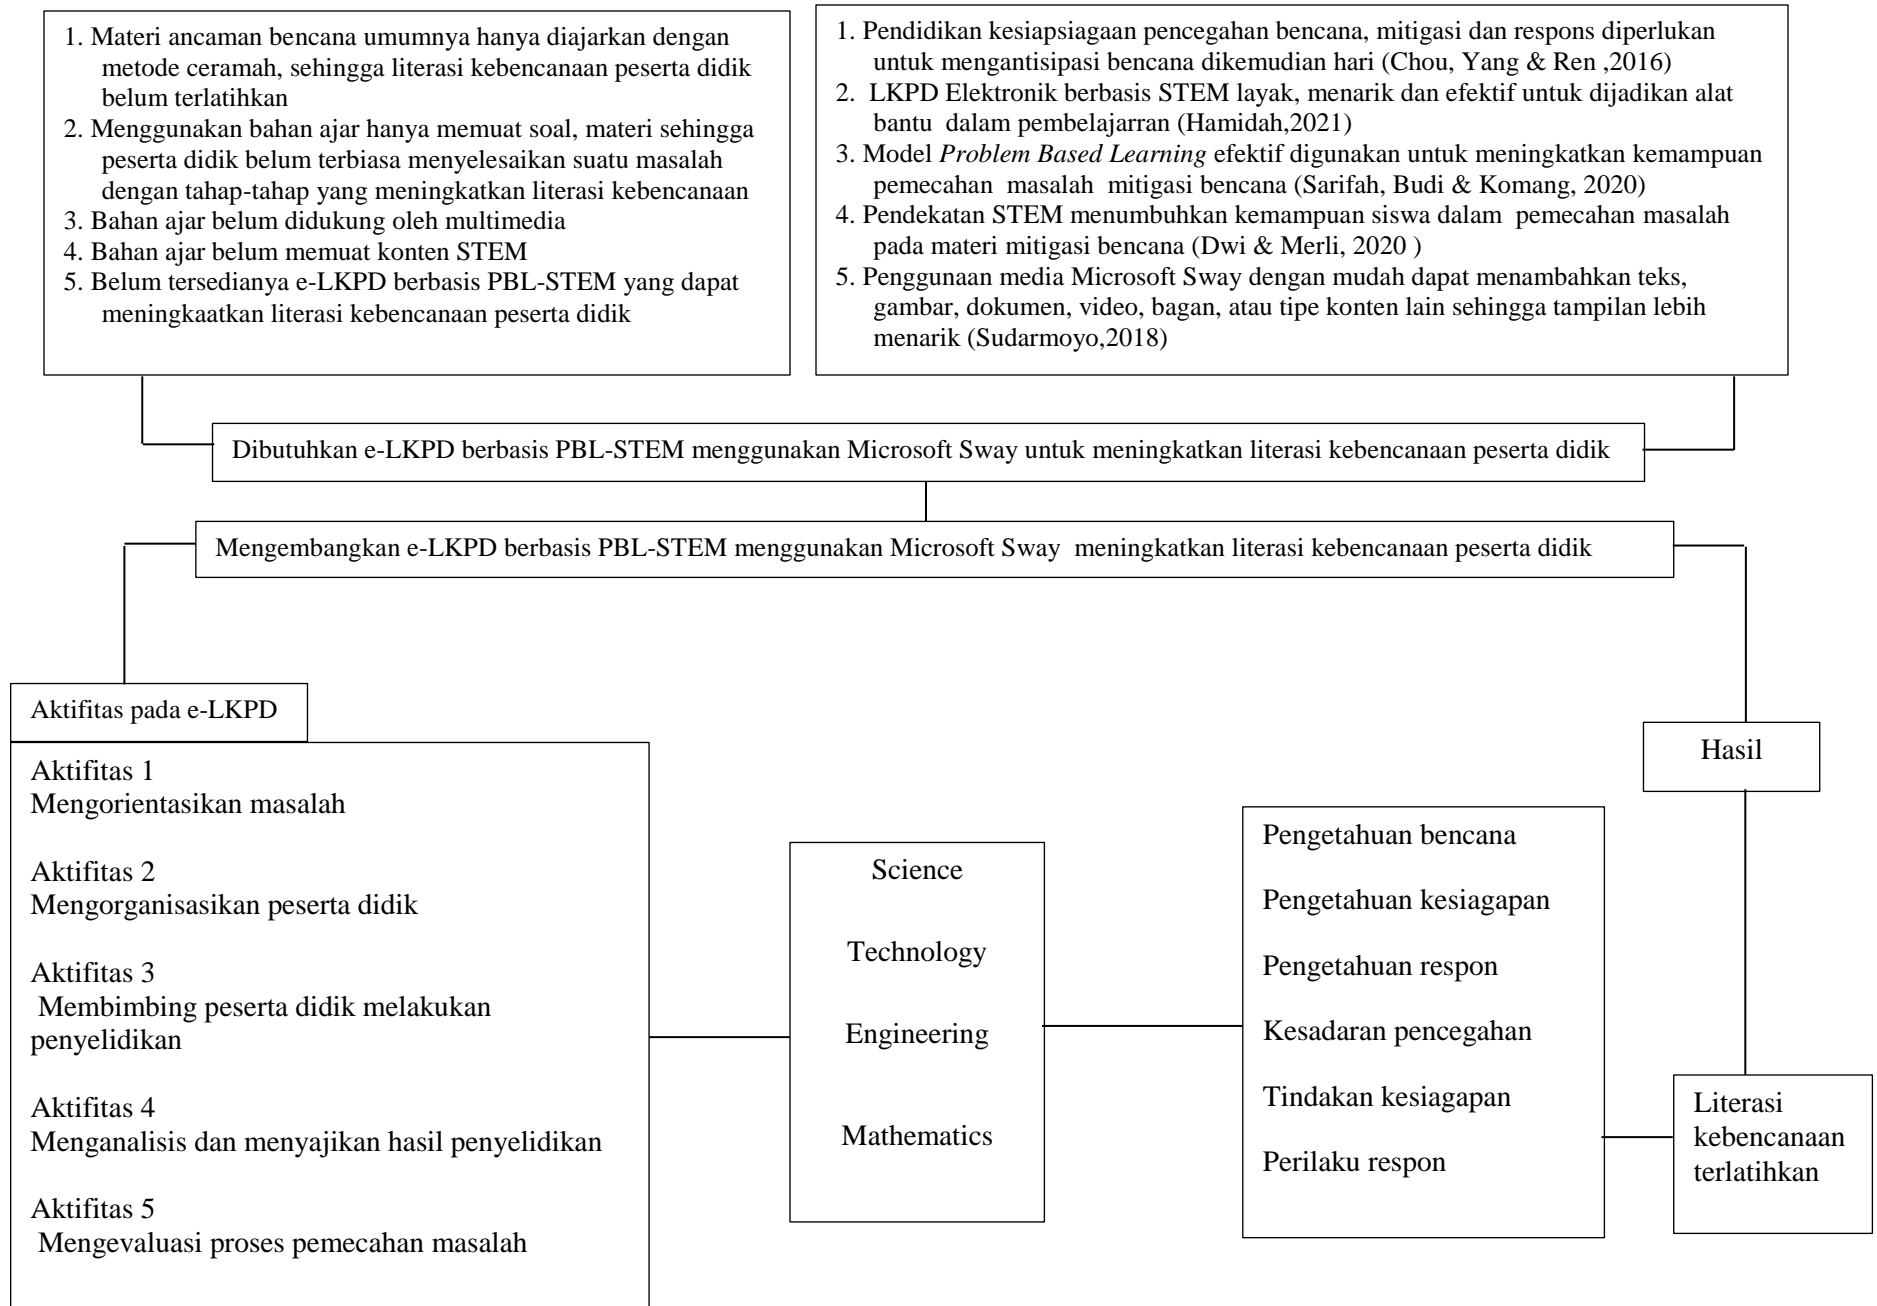 1. Materi ancaman bencana umumnya hanya diajarkan dengan
metode ceramah, sehingga literasi kebencanaan peserta didik
belum terlatihkan
2. Menggunakan bahan ajar hanya memuat soal, materi sehingga
peserta didik belum terbiasa menyelesaikan suatu masalah
dengan tahap-tahap yang meningkatkan literasi kebencanaan
3. Bahan ajar belum didukung oleh multimedia
4. Bahan ajar belum memuat konten STEM
5. Belum tersedianya e-LKPD berbasis PBL-STEM yang dapat
meningkaatkan literasi kebencanaan peserta didik
1. Pendidikan kesiapsiagaan pencegahan bencana, mitigasi dan respons diperlukan
untuk mengantisipasi bencana dikemudian hari (Chou, Yang & Ren ,2016)
2. LKPD Elektronik berbasis STEM layak, menarik dan efektif untuk dijadikan alat
bantu dalam pembelajarran (Hamidah,2021)
3. Model Problem Based Learning efektif digunakan untuk meningkatkan kemampuan
pemecahan masalah mitigasi bencana (Sarifah, Budi & Komang, 2020)
4. Pendekatan STEM menumbuhkan kemampuan siswa dalam pemecahan masalah
pada materi mitigasi bencana (Dwi & Merli, 2020 )
5. Penggunaan media Microsoft Sway dengan mudah dapat menambahkan teks,
gambar, dokumen, video, bagan, atau tipe konten lain sehingga tampilan lebih
menarik (Sudarmoyo,2018)
Dibutuhkan e-LKPD berbasis PBL-STEM menggunakan Microsoft Sway untuk meningkatkan literasi kebencanaan peserta didik
Mengembangkan e-LKPD berbasis PBL-STEM menggunakan Microsoft Sway meningkatkan literasi kebencanaan peserta didik
Aktifitas pada e-LKPD
Aktifitas 1
Mengorientasikan masalah
Aktifitas 2
Mengorganisasikan peserta didik
Aktifitas 3
Membimbing peserta didik melakukan
penyelidikan
Aktifitas 4
Menganalisis dan menyajikan hasil penyelidikan
Aktifitas 5
Mengevaluasi proses pemecahan masalah
Science
Technology
Engineering
Mathematics
Pengetahuan bencana
Pengetahuan kesiagapan
Pengetahuan respon
Kesadaran pencegahan
Tindakan kesiagapan
Perilaku respon
Hasil
Literasi
kebencanaan
terlatihkan